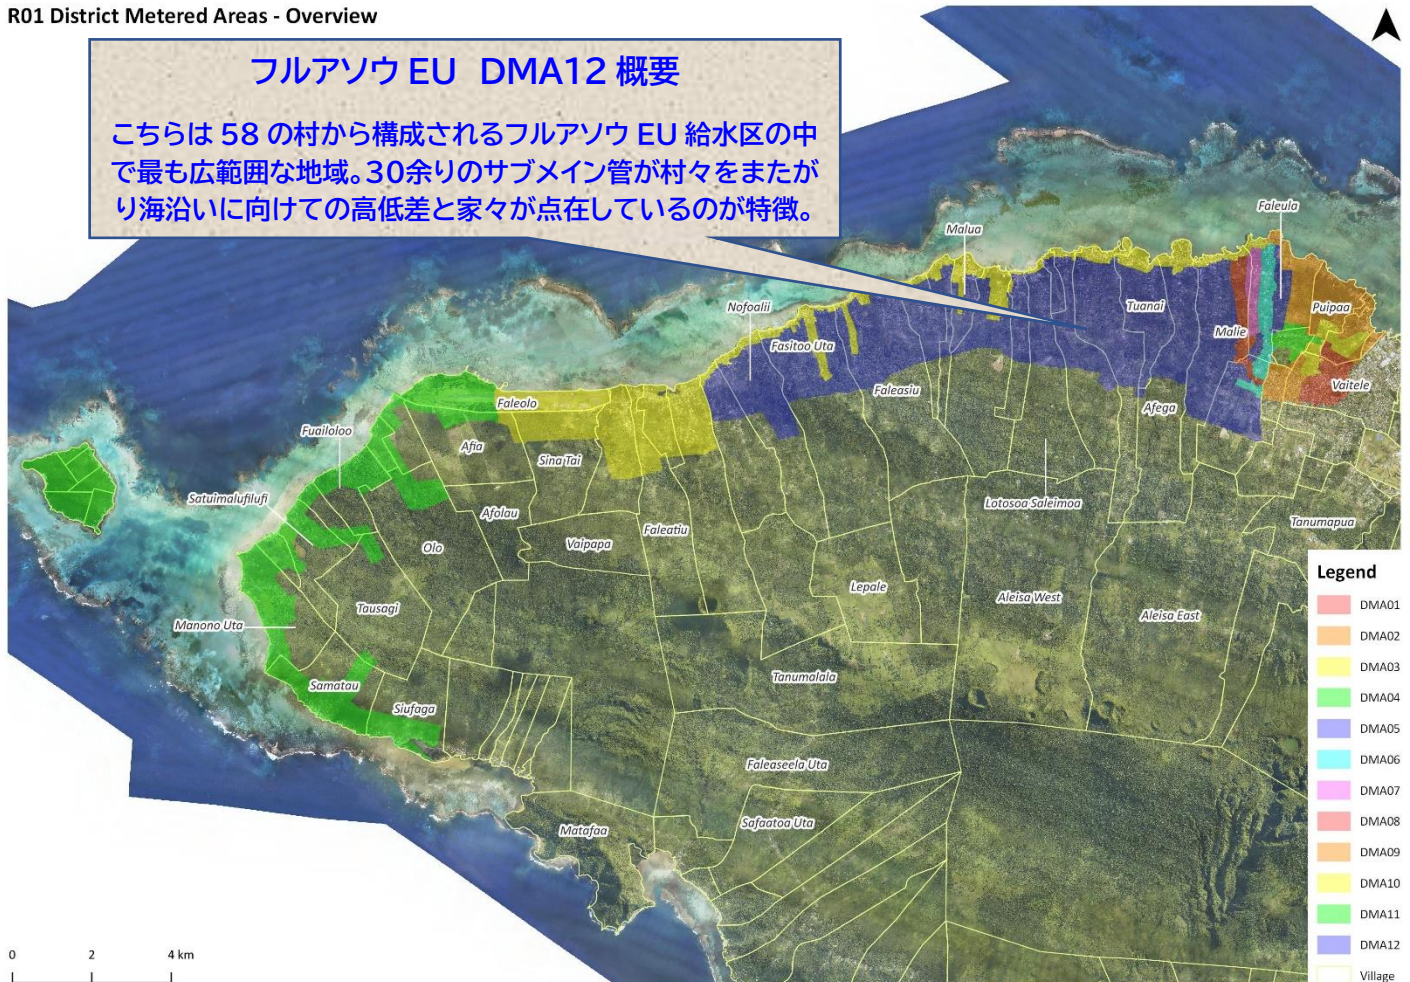 R01 District Metered Areas - Overview
フルアソウ EU　DMA12 概要
こちらは 58 の村から構成されるフルアソウ EU 給水区の中
で最も広範囲な地域。30余りのサブメイン管が村々をまたが
り海沿いに向けての高低差と家々が点在しているのが特徴。
Faleula
Malua
Nofoalii
Tuanai
Puipaa
Malie
Fasitoo Uta
Vaitele
Faleasiu
Faleolo
Afega
Fuailoloo
Afia
Sina Tai
Satuimalufilufi
Lotosoa Saleimoa
Afolau
Tanumapua
Faleatiu
Olo
Vaipapa
Lepale
Aleisa West
Tausagi
Aleisa East
Manono Uta
Tanumalala
Samatau
Siufaga
Faleaseela Uta
Safaatoa Uta
Matafaa
Legend
DMA01
DMA02
DMA03
DMA04
DMA05
DMA06
DMA07
DMA08
DMA09
DMA10
DMA11
DMA12
Village
0 2 4 km